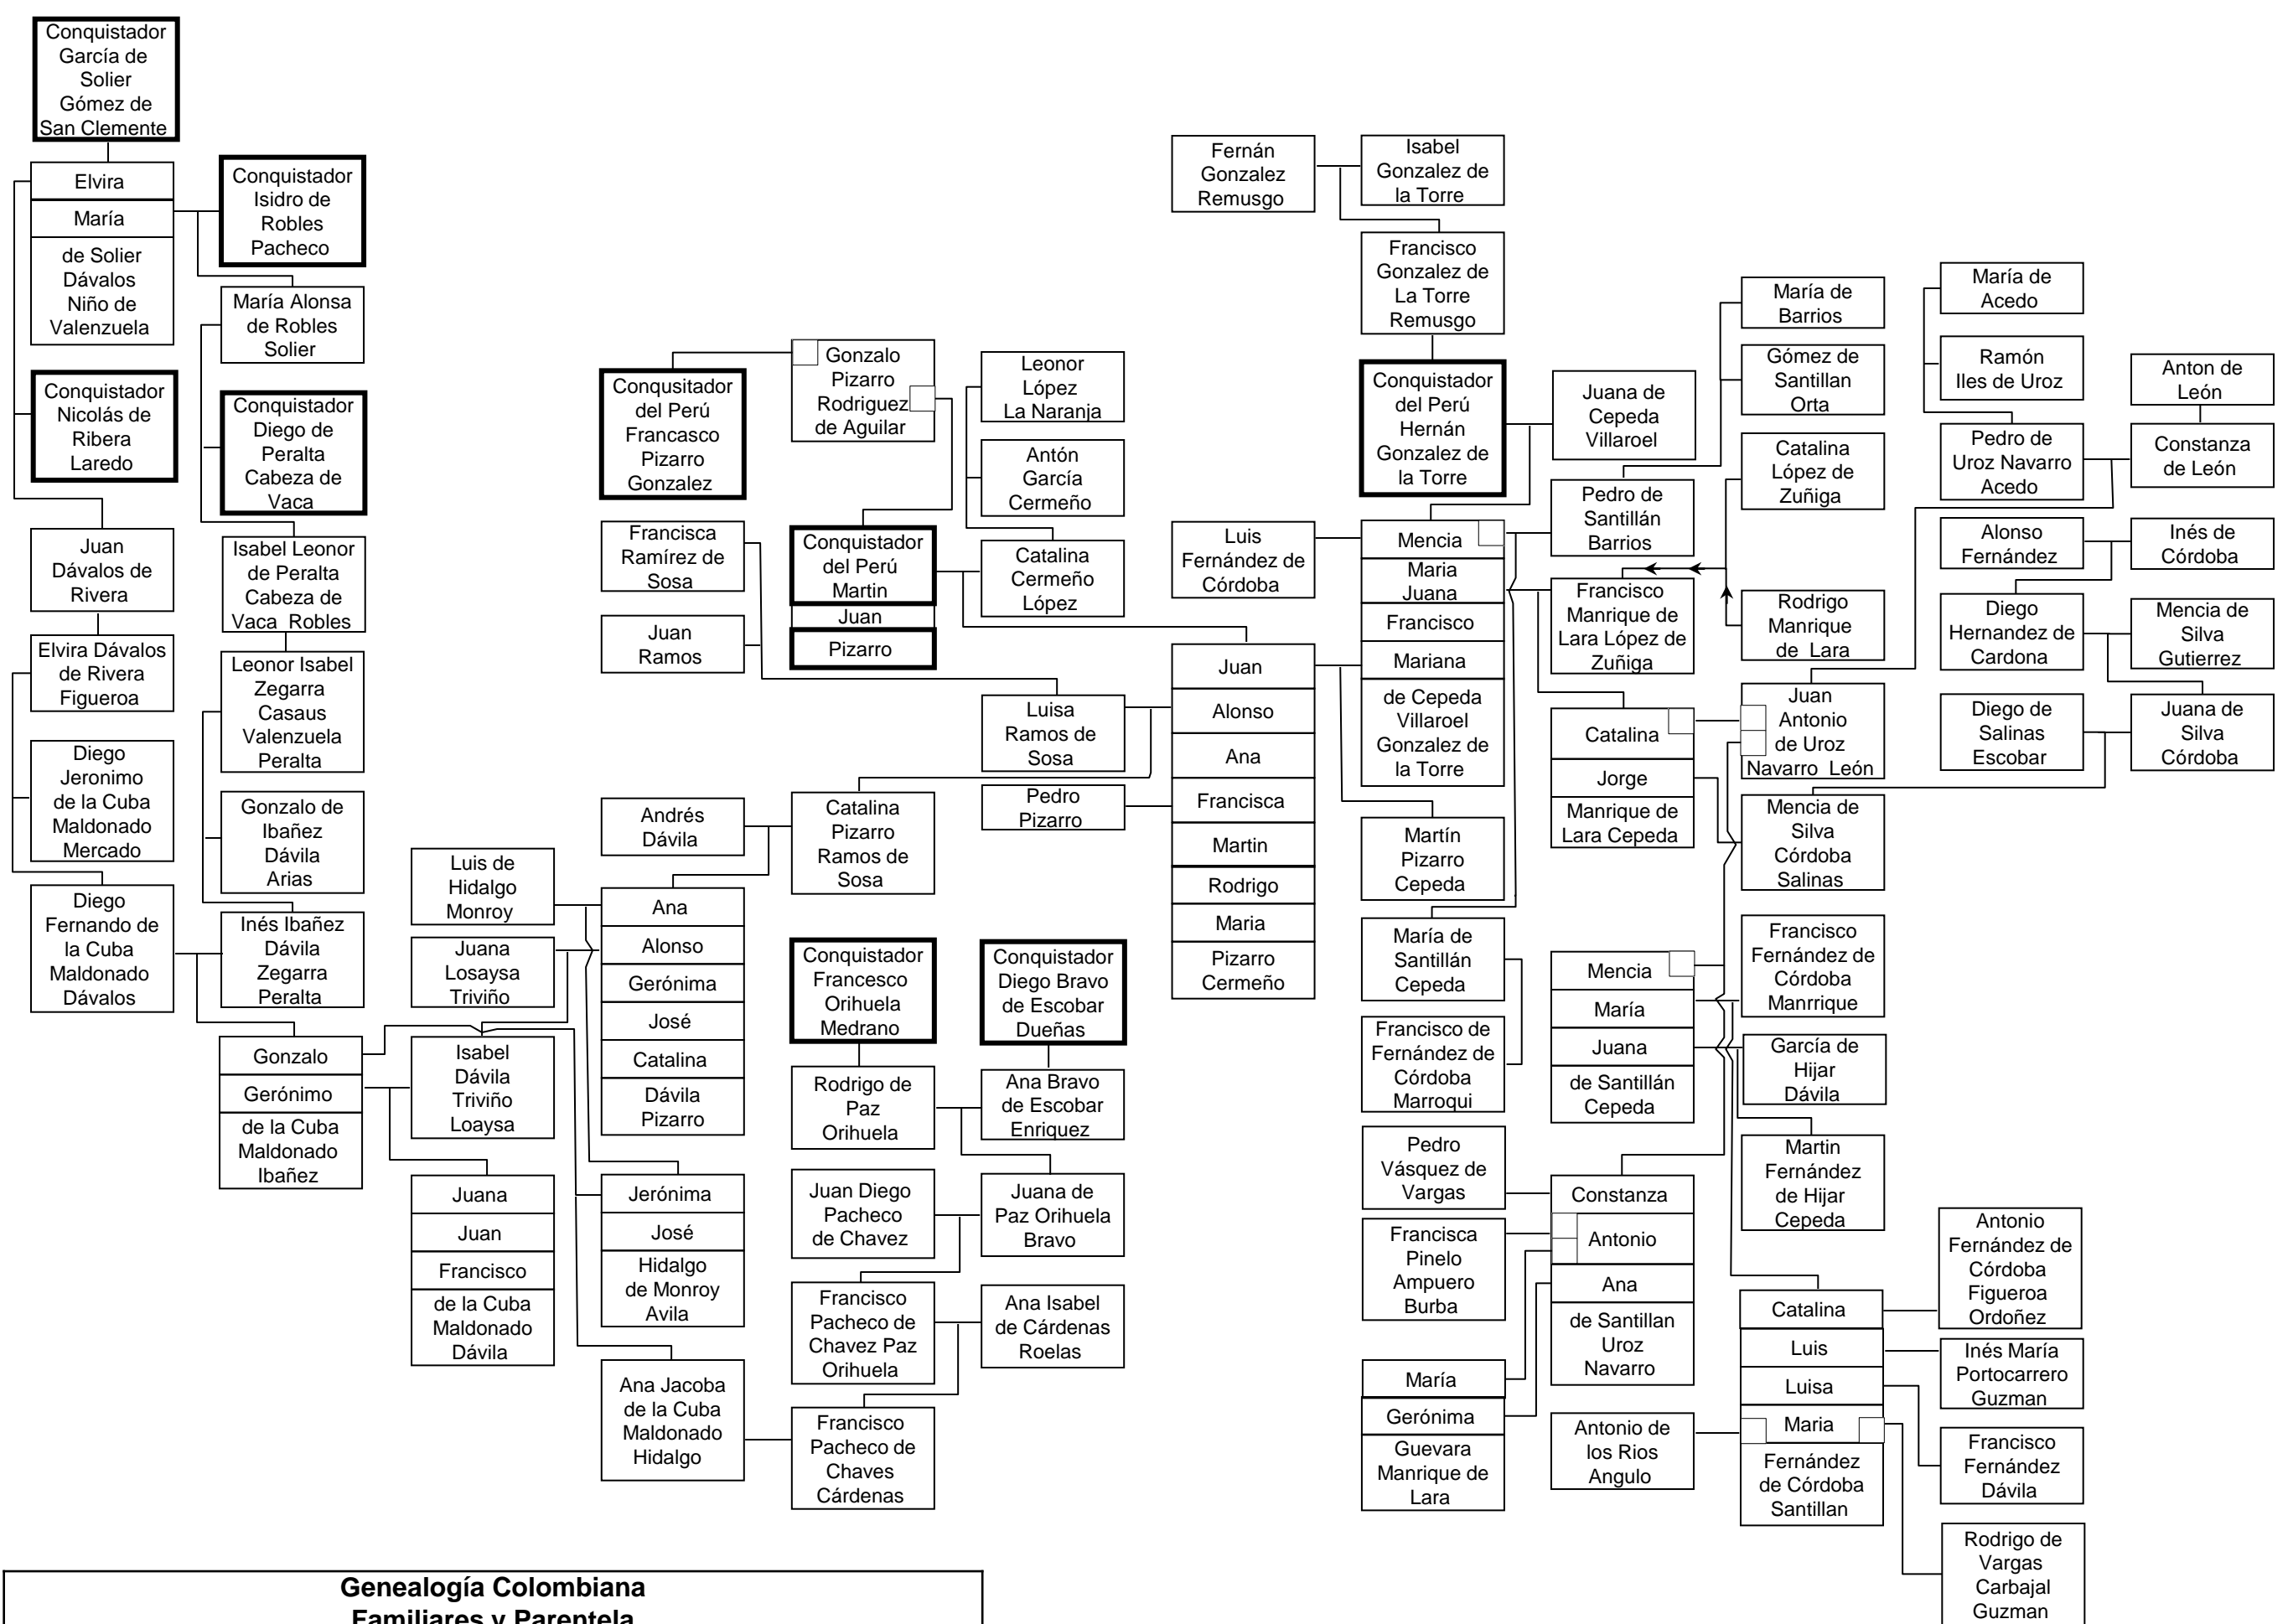 Conquistador
García de
Solier
Gómez de
San Clemente
Elvira
María
de Solier
Dávalos
Niño de
Valenzuela
Conquistador
Isidro de
Robles
Pacheco
María Alonsa
de Robles
Solier
Conquistador
Nicolás de
Ribera
Laredo
Conquistador
Diego de
Peralta
Cabeza de
Vaca
Juan
Dávalos de
Rivera
Isabel Leonor
de Peralta
Cabeza de
Vaca Robles
Elvira Dávalos
de Rivera
Figueroa
Leonor Isabel
Zegarra
Casaus
Valenzuela
Peralta
Diego
Jeronimo
de la Cuba
Maldonado
Mercado
Gonzalo de
Ibañez
Dávila
Arias
Diego
Fernando de
la Cuba
Maldonado
Dávalos
Inés Ibañez
Dávila
Zegarra
Peralta
Gonzalo
Gerónimo
de la Cuba
Maldonado
Ibañez
Luis de
Hidalgo
Monroy
Juana
Losaysa
Triviño
Isabel
Dávila
Triviño
Loaysa
Juana
Juan
Francisco
de la Cuba
Maldonado
Dávila
Conqusitador
del Perú
Francasco
Pizarro
Gonzalez
Francisca
Ramírez de
Sosa
Juan
Ramos
Andrés
Dávila
Ana
Alonso
Gerónima
José
Catalina
Dávila
Pizarro
Jerónima
José
Hidalgo
de Monroy
Avila
Ana Jacoba
de la Cuba
Maldonado
Hidalgo
Gonzalo
Pizarro
Rodriguez
de Aguilar
Conquistador
del Perú
Martin
Juan
Pizarro
Catalina
Pizarro
Ramos de
Sosa
Conquistador
Francesco
Orihuela
Medrano
Rodrigo de
Paz
Orihuela
Juan Diego
Pacheco
de Chavez
Francisco
Pacheco de
Chavez Paz
Orihuela
Francisco
Pacheco de
Chaves
Cárdenas
Leonor
López
La Naranja
Antón
García
Cermeño
Catalina
Cermeño
López
Luisa
Ramos de
Sosa
Pedro
Pizarro
Conquistador
Diego Bravo
de Escobar
Dueñas
Ana Bravo
de Escobar
Enriquez
Juana de
Paz Orihuela
Bravo
Ana Isabel
de Cárdenas
Roelas
Fernán
Gonzalez
Remusgo
Luis
Fernández de
Córdoba
Juan
Alonso
Ana
Francisca
Martin
Rodrigo
Maria
Pizarro
Cermeño
Isabel
Gonzalez de
la Torre
Francisco
Gonzalez de
La Torre
Remusgo
Conquistador
del Perú
Hernán
Gonzalez de
la Torre
Mencia
Maria
Juana
Francisco
Mariana
de Cepeda
Villaroel
Gonzalez de
la Torre
Martín
Pizarro
Cepeda
María de
Santillán
Cepeda
Francisco de
Fernández de
Córdoba
Marroqui
Pedro
Vásquez de
Vargas
Francisca
Pinelo
Ampuero
Burba
María
Gerónima
Guevara
Manrique de
Lara
Juana de
Cepeda
Villaroel
Pedro de
Santillán
Barrios
Francisco
Manrique de
Lara López de
Zuñiga
Catalina
Jorge
Manrique de
Lara Cepeda
Mencia
María
Juana
de Santillán
Cepeda
Constanza
Antonio
Ana
de Santillan
Uroz
Navarro
Antonio de
los Rios
Angulo
María de
Barrios
Gómez de
Santillan
Orta
Catalina
López de
Zuñiga
Rodrigo
Manrique
de Lara
Juan
Antonio
de Uroz
Navarro León
Mencia de
Silva
Córdoba
Salinas
Francisco
Fernández de
Córdoba
Manrrique
García de
Hijar
Dávila
Martin
Fernández
de Hijar
Cepeda
Catalina
Luis
Luisa
Maria
Fernández
de Córdoba
Santillan
María de
Acedo
Ramón
Iles de Uroz
Pedro de
Uroz Navarro
Acedo
Alonso
Fernández
Diego
Hernandez de
Cardona
Diego de
Salinas
Escobar
Antonio
Fernández de
Córdoba
Figueroa
Ordoñez
Inés María
Portocarrero
Guzman
Francisco
Fernández
Dávila
Rodrigo de
Vargas
Carbajal
Guzman
Anton de
León
Constanza
de León
Inés de
Córdoba
Mencia de
Silva
Gutierrez
Juana de
Silva
Córdoba
Genealogía Colombiana
Familiares y Parentela